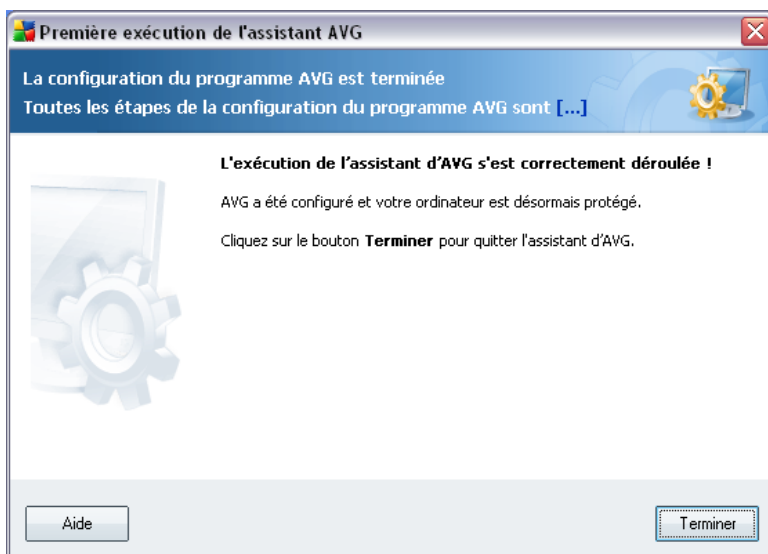 Première exécution de l'assistant AVG
La configuration du programme AVG est terminée
Toutes les étapes de la configuration du programme AVG sont [...]
L'exécution de l’assistant d’AVG s'est correctement déroulée !
AVG a été configuré et votre ordinateur est désormais protégé.
Cliquez sur le bouton Terminer pour quitter l'assistant d’AVG.
Aide
Terminer